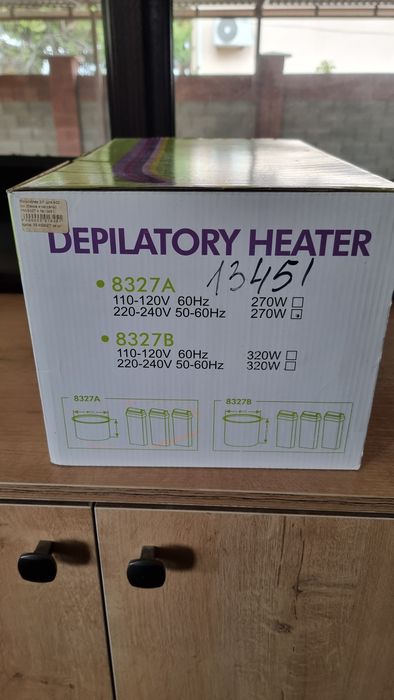 DEPILATORY HEATER
8327A
13451
110-120V 60Hz 270W
220-240V 50-60Hz 270W
8327B
110-120V 60Hz 320W
220-240V 50-60Hz 320W
8327A
8327B